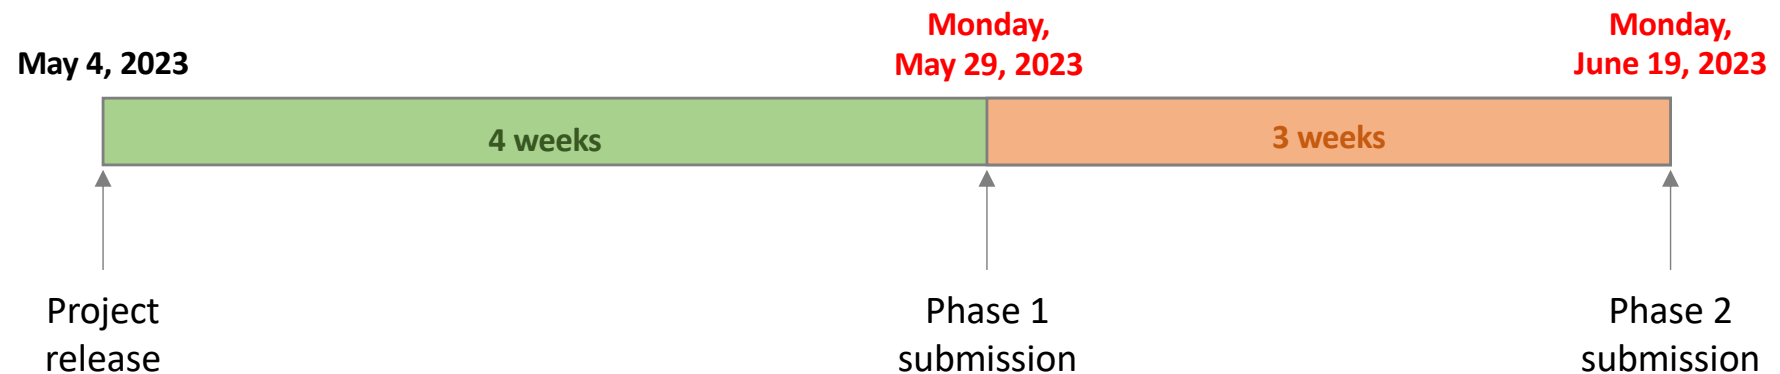 May 4, 2023
Monday,
May 29, 2023
Monday,
June 19, 2023
4 weeks
3 weeks
Project
release
Phase 1
submission
Phase 2
submission